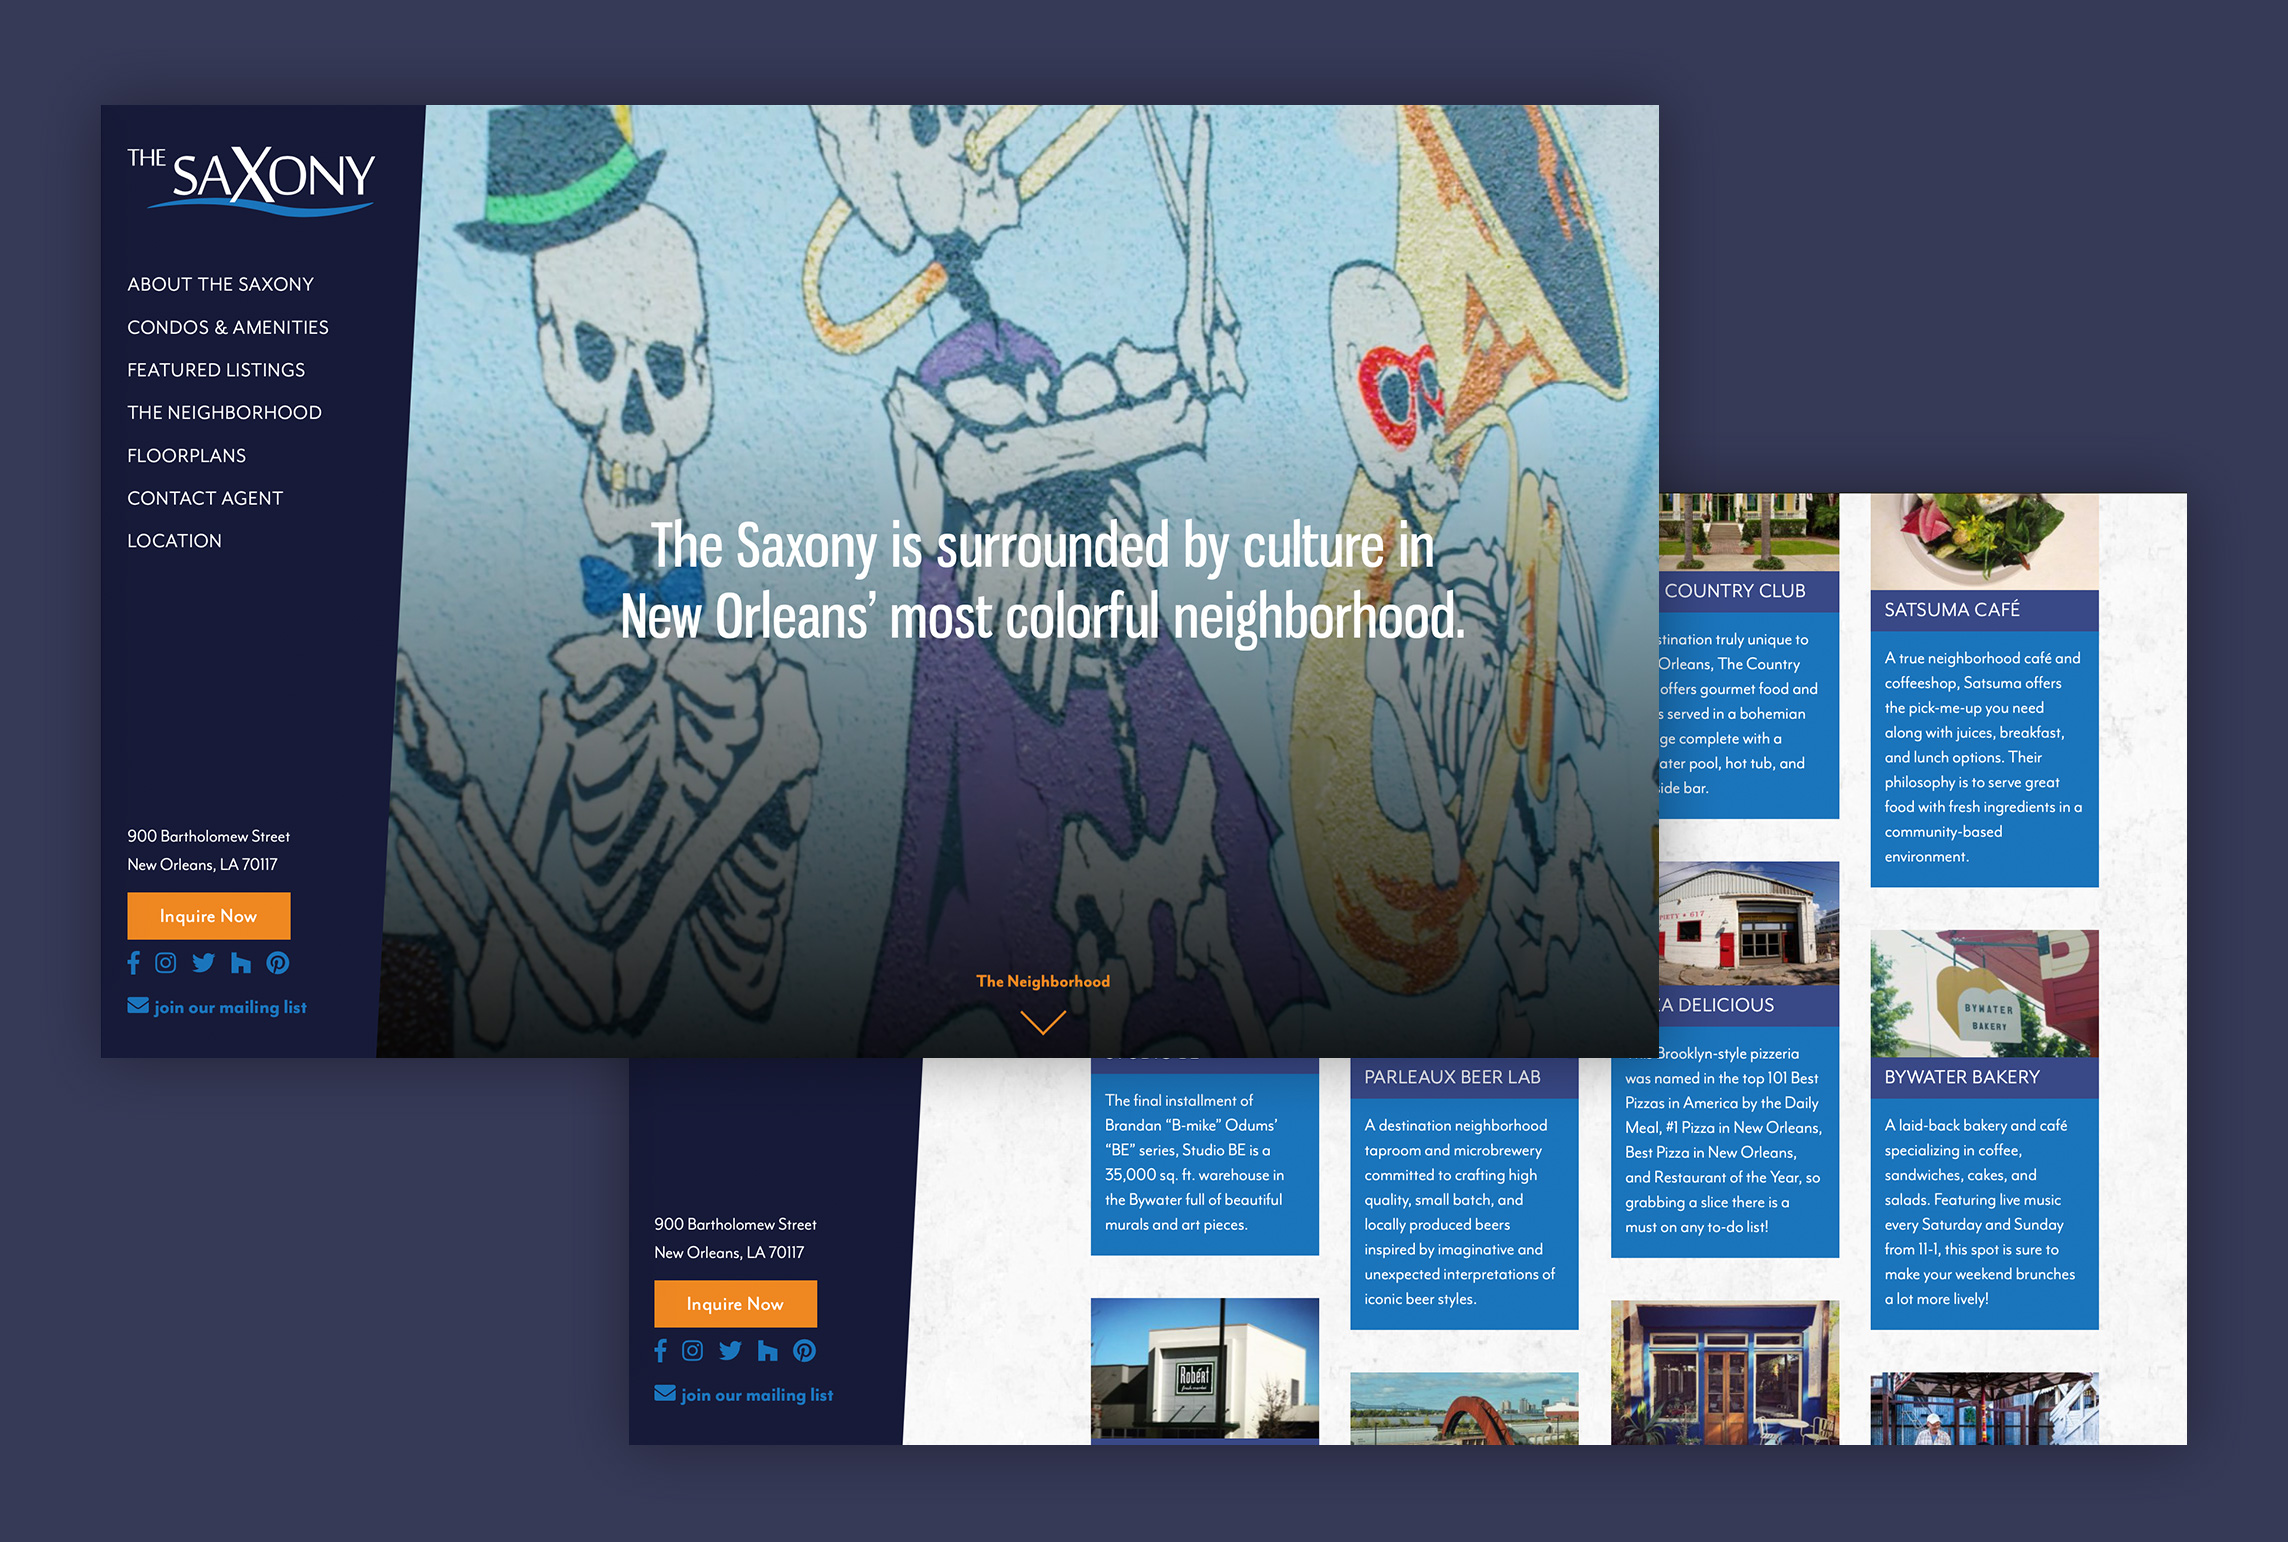 THE SAXONY
ABOUT THE SAXONY
CONDOS & AMENITIES
FEATURED LISTINGS
THE NEIGHBORHOOD
FLOORPLANS
CONTACT AGENT
LOCATION
900 Bartholomew Street
New Orleans, LA 70117
Inquire Now
join our mailing list
The Saxony is surrounded by culture in
New Orleans’ most colorful neighborhood.
The Neighborhood
COUNTRY CLUB
truly unique to
Orleans, The Country
offers gourmet food and
served in a bohemian
complete with a
pool, hot tub, and
bar.
SATSUMA CAFÉ
A true neighborhood café and
coffeeshop, Satsuma offers
the pick-me-up you need
along with juices, breakfast,
and lunch options. Their
philosophy is to serve great
food with fresh ingredients in a
community-based
environment.
900 Bartholomew Street
New Orleans, LA 70117
Inquire Now
join our mailing list
The final installment of
Brandan “B-mike” Odums’
“BE” series, Studio BE is a
35,000 sq. ft. warehouse in
the Bywater full of beautiful
murals and art pieces.
Robért
fresh market
PARLEAUX BEER LAB
A destination neighborhood
taproom and microbrewery
committed to crafting high
quality, small batch, and
locally produced beers
inspired by imaginative and
unexpected interpretations of
iconic beer styles.
PIETY • 617
DELICIOUS
Brooklyn-style pizzeria
was named in the top 101 Best
Pizzas in America by the Daily
Meal, #1 Pizza in New Orleans,
Best Pizza in New Orleans,
and Restaurant of the Year, so
grabbing a slice there is a
must on any to-do list!
BYWATER
BAKERY
BYWATER BAKERY
A laid-back bakery and café
specializing in coffee,
sandwiches, cakes, and
salads. Featuring live music
every Saturday and Sunday
from 11-1, this spot is sure to
make your weekend brunches
a lot more lively!